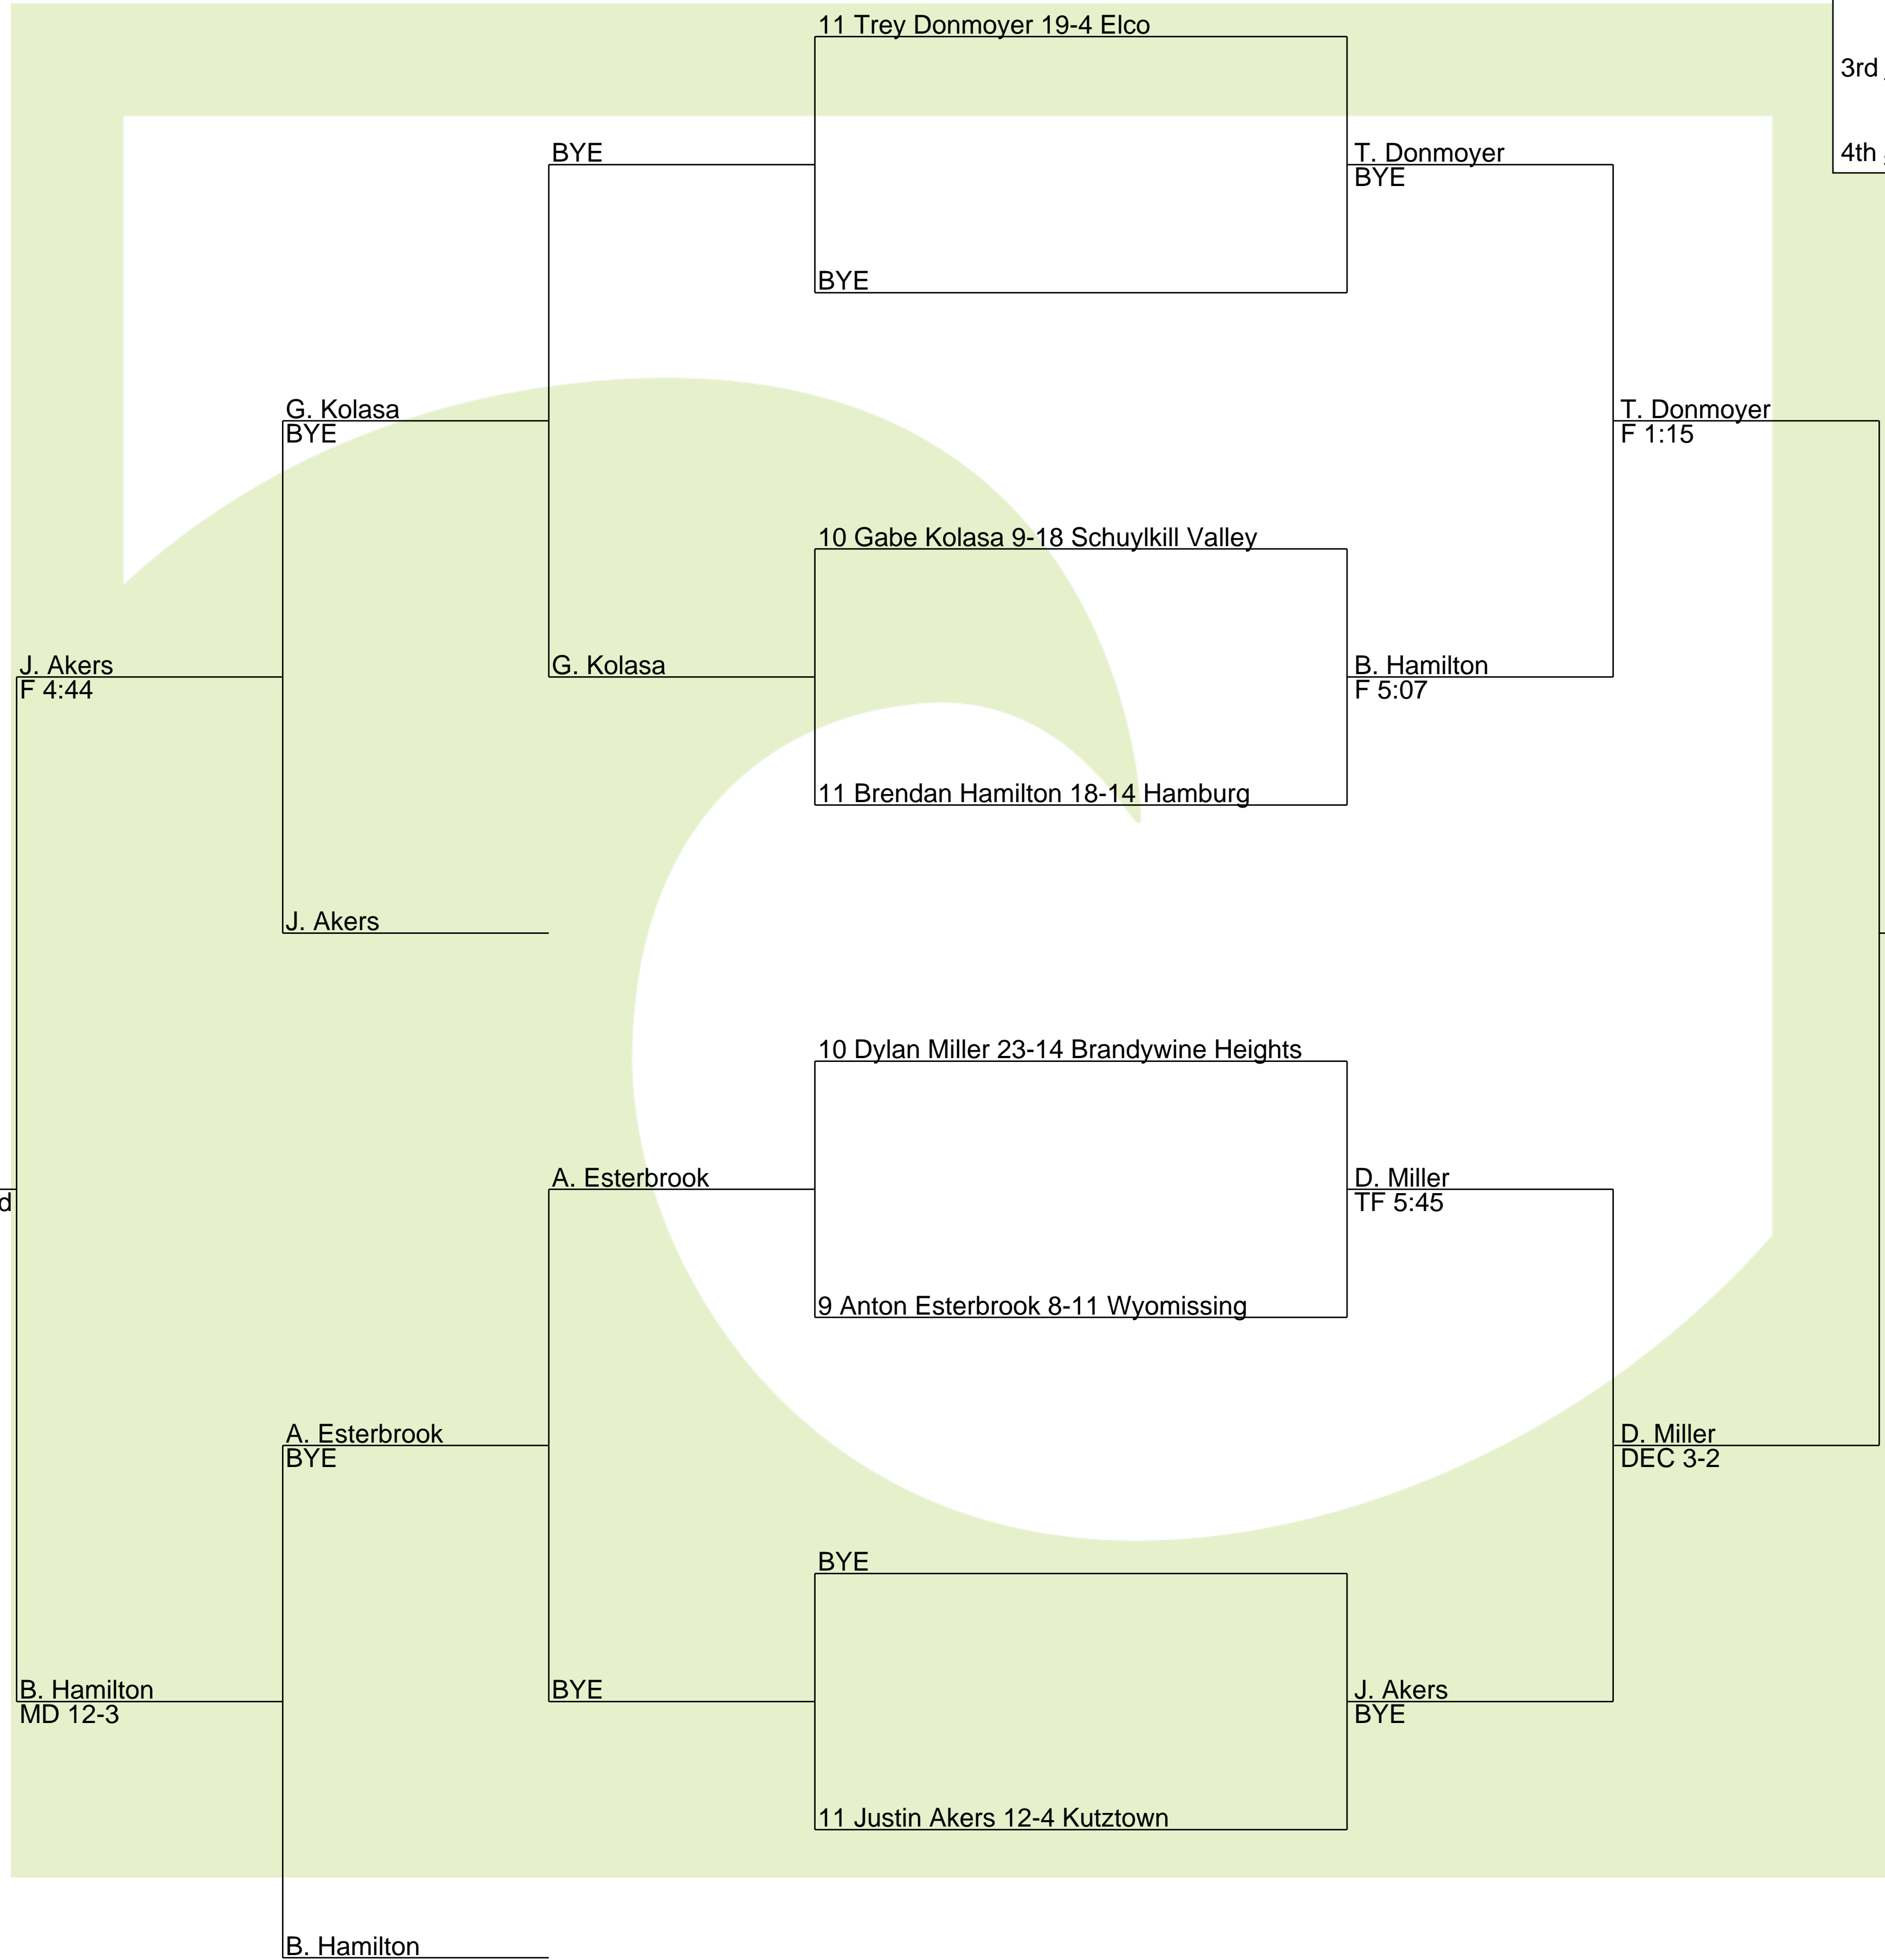 11 Trey Donmoyer 19-4 Elco
3rd
BYE
T. Donmoyer
BYE
4th
BYE
G. Kolasa
BYE
T. Donmoyer
F 1:15
10 Gabe Kolasa 9-18 Schuylkill Valley
J. Akers
F 4:44
G. Kolasa
B. Hamilton
F 5:07
11 Brendan Hamilton 18-14 Hamburg
J. Akers
10 Dylan Miller 23-14 Brandywine Heights
A. Esterbrook
D. Miller
TF 5:45
d
9 Anton Esterbrook 8-11 Wyomissing
A. Esterbrook
BYE
D. Miller
DEC 3-2
BYE
B. Hamilton
MD 12-3
BYE
J. Akers
BYE
11 Justin Akers 12-4 Kutztown
B. Hamilton